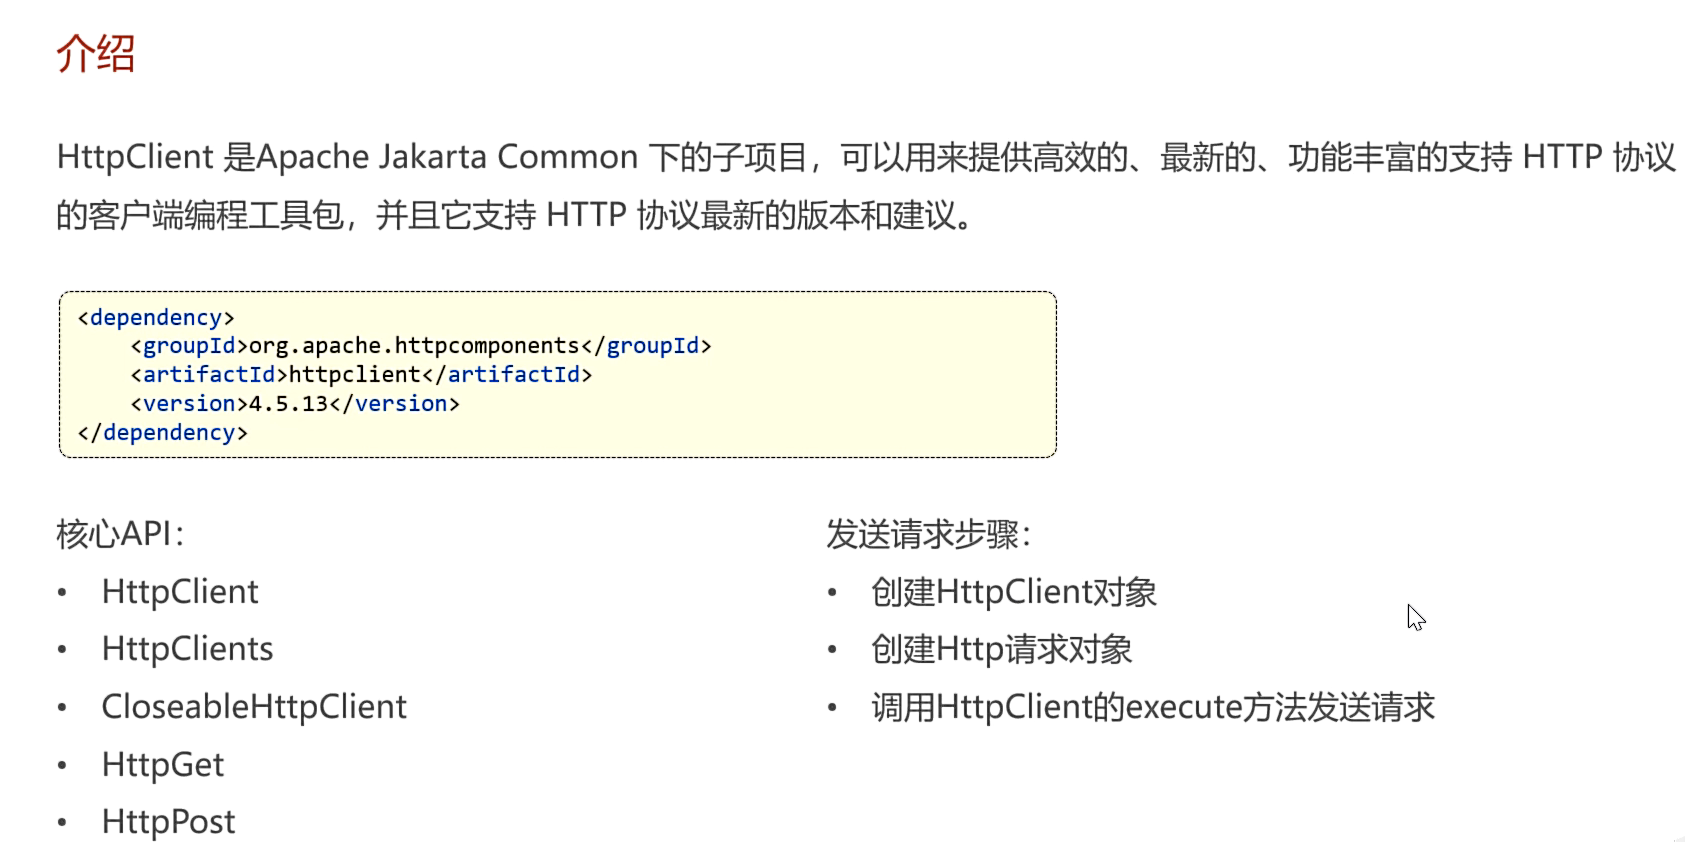 介绍
HttpClient 是Apache Jakarta Common 下的子项目，可以用来提供高效的、最新的、功能丰富的支持 HTTP 协议
的客户端编程工具包，并且它支持 HTTP 协议最新的版本和建议。
<dependency>
    <groupId>org.apache.httpcomponents</groupId>
    <artifactId>httpclient</artifactId>
    <version>4.5.13</version>
</dependency>
核心API：
• HttpClient
• HttpClients
• CloseableHttpClient
• HttpGet
• HttpPost
发送请求步骤：
• 创建HttpClient对象
• 创建Http请求对象
• 调用HttpClient的execute方法发送请求